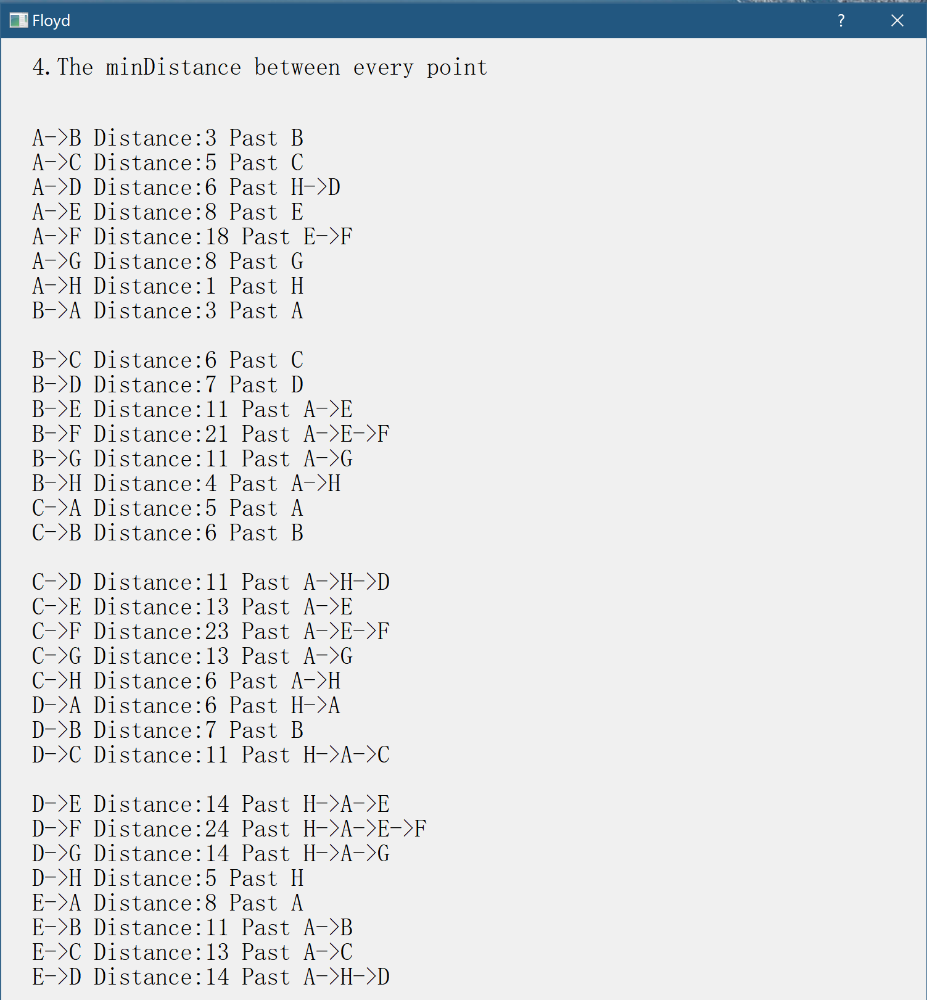 Floyd
4.The minDistance between every point
A->B Distance:3 Past B
A->C Distance:5 Past C
A->D Distance:6 Past H->D
A->E Distance:8 Past E
A->F Distance:18 Past E->F
A->G Distance:8 Past G
A->H Distance:1 Past H
B->A Distance:3 Past A
B->C Distance:6 Past C
B->D Distance:7 Past D
B->E Distance:11 Past A->E
B->F Distance:21 Past A->E->F
B->G Distance:11 Past A->G
B->H Distance:4 Past A->H
C->A Distance:5 Past A
C->B Distance:6 Past B
C->D Distance:11 Past A->H->D
C->E Distance:13 Past A->E
C->F Distance:23 Past A->E->F
C->G Distance:13 Past A->G
C->H Distance:6 Past A->H
D->A Distance:6 Past H->A
D->B Distance:7 Past B
D->C Distance:11 Past H->A->C
D->E Distance:14 Past H->A->E
D->F Distance:24 Past H->A->E->F
D->G Distance:14 Past H->A->G
D->H Distance:5 Past H
E->A Distance:8 Past A
E->B Distance:11 Past A->B
E->C Distance:13 Past A->C
E->D Distance:14 Past A->H->D